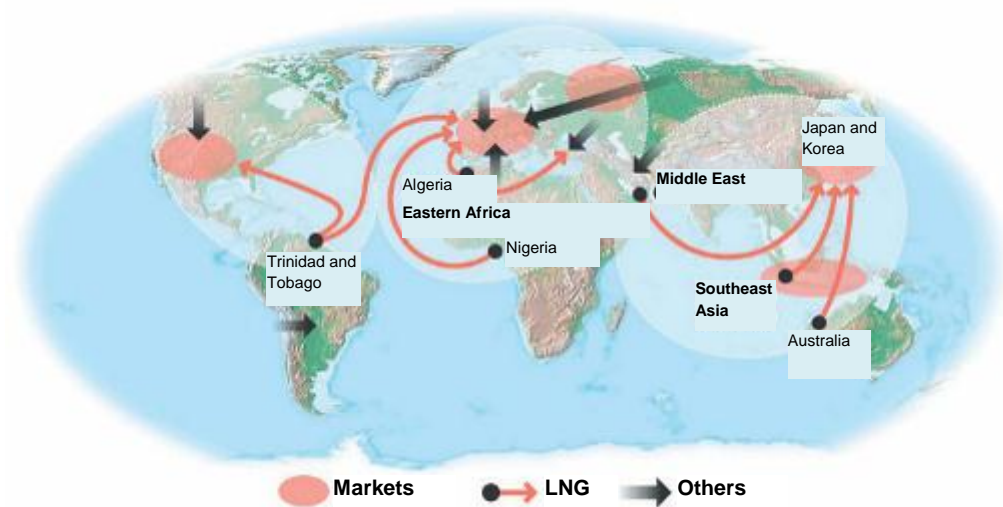 Japan and
Korea
Algeria
Middle East
Eastern Africa
Nigeria
Trinidad and
Tobago
Southeast
Asia
Australia
Markets
LNG
Others